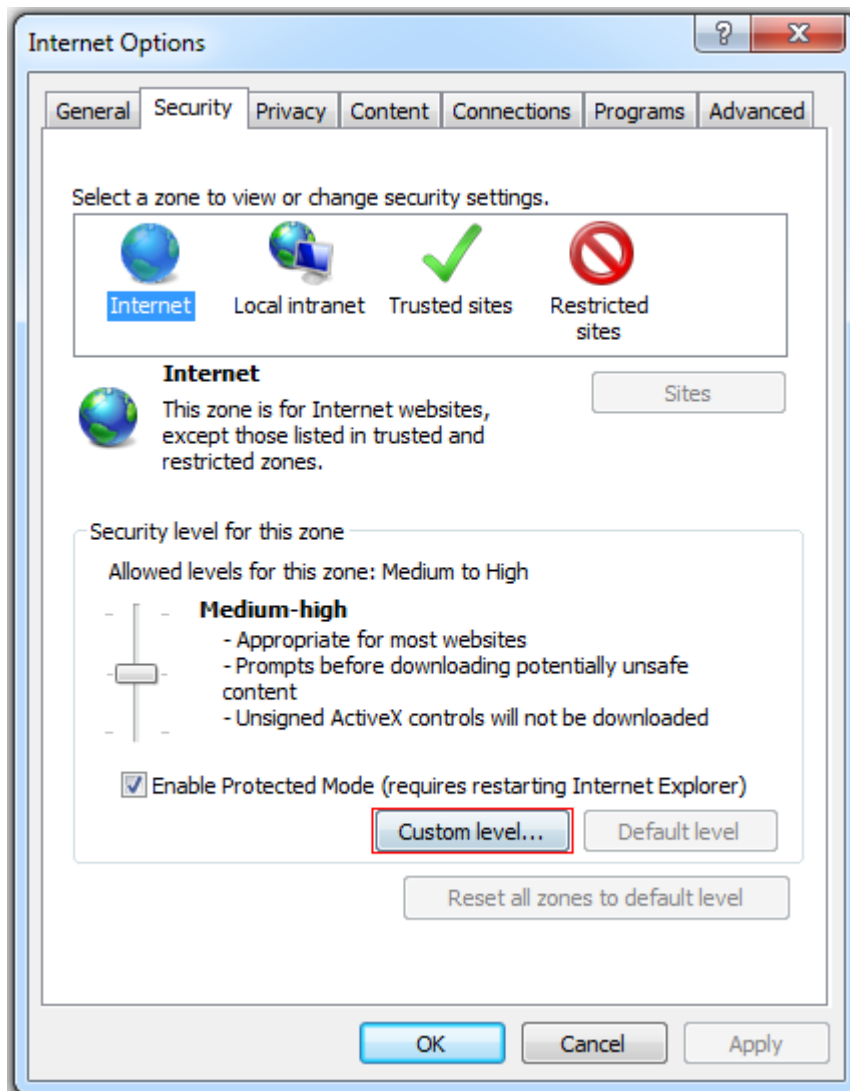 Internet Options
General Security Privacy Content Connections Programs Advanced
Select a zone to view or change security settings.
Internet Local intranet Trusted sites Restricted
sites
Internet
Sites
This zone is for Internet websites,
except those listed in trusted and
restricted zones.
Security level for this zone
Allowed levels for this zone: Medium to High
Medium-high
- Appropriate for most websites
- Prompts before downloading potentially unsafe
content
- Unsigned ActiveX controls will not be downloaded
Enable Protected Mode (requires restarting Internet Explorer)
Custom level... Default level
Reset all zones to default level
OK Cancel Apply